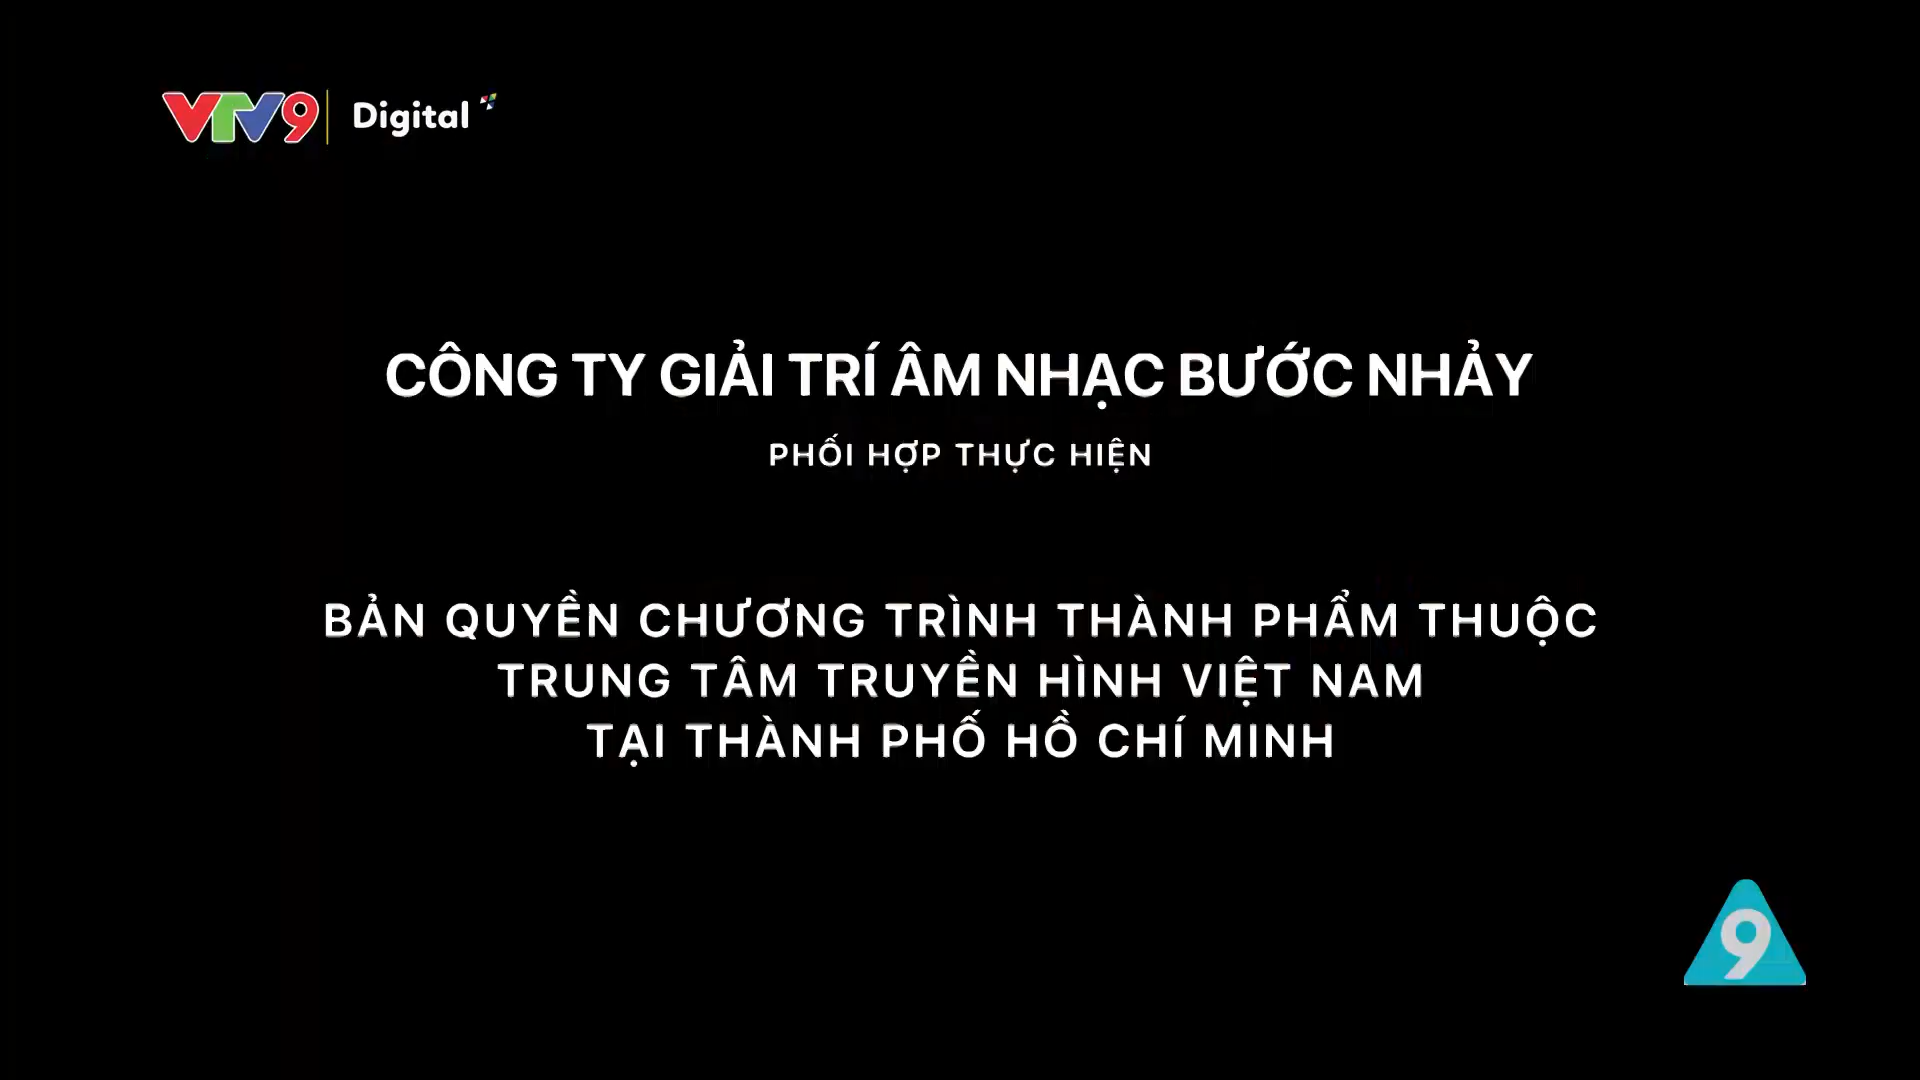 VTV9 Digital
CÔNG TY GIẢI TRÍ ÂM NHẠC BƯỚC NHẢY
PHỐI HỢP THỰC HIỆN
BẢN QUYỀN CHƯƠNG TRÌNH THÀNH PHẨM THUỘC
TRUNG TÂM TRUYỀN HÌNH VIỆT NAM
TẠI THÀNH PHỐ HỒ CHÍ MINH
9